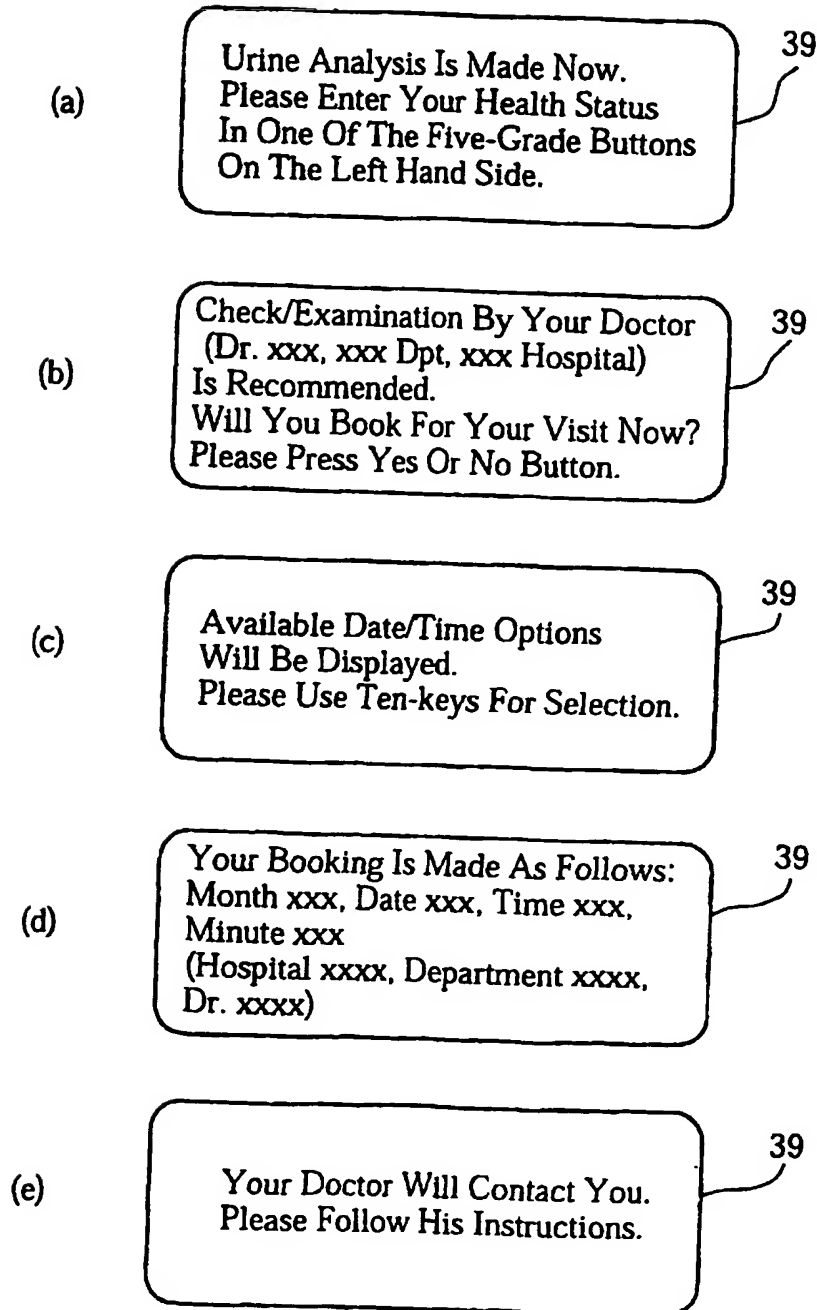 (a)
Urine Analysis Is Made Now.
Please Enter Your Health Status
In One Of The Five-Grade Buttons
On The Left Hand Side.
39
(b)
Check/Examination By Your Doctor
(Dr. xxx, xxx Dpt, xxx Hospital)
Is Recommended.
Will You Book For Your Visit Now?
Please Press Yes Or No Button.
39
(c)
Available Date/Time Options
Will Be Displayed.
Please Use Ten-keys For Selection.
39
(d)
Your Booking Is Made As Follows:
Month xxx, Date xxx, Time xxx,
Minute xxx
(Hospital xxxx, Department xxxx,
Dr. xxxx)
39
(e)
Your Doctor Will Contact You.
Please Follow His Instructions.
39